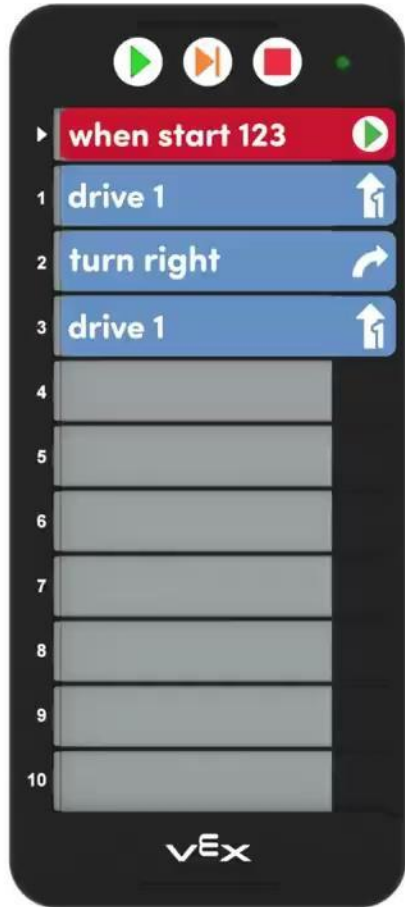 when start 123
1 drive 1
2 turn right
3 drive 1
4
5
6
7
8
9
10
vex